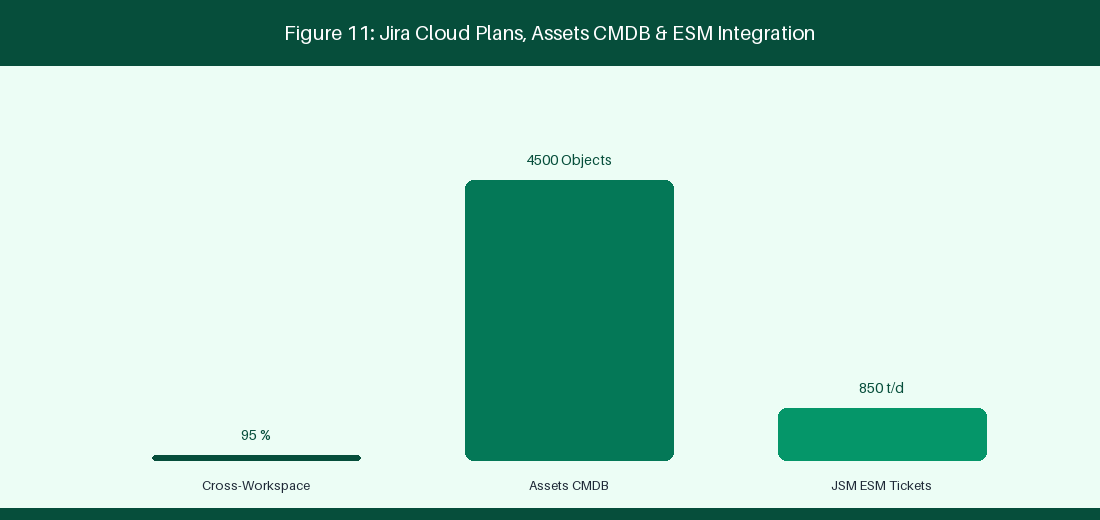 Figure 11: Jira Cloud Plans, Assets CMDB & ESM Integration
4500 Objects
850 t/d
95 %
Cross-Workspace
Assets CMDB
JSM ESM Tickets